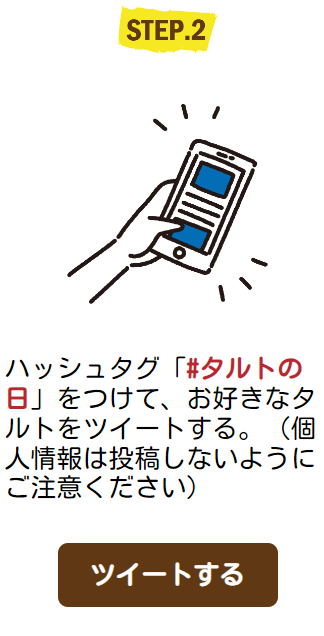 STEP.2
ハッシュタグ「#タルトの
日」をつけて、お好きなタ
ルトをツイートする。（個
人情報は投稿しないように
ご注意ください）
ツイートする